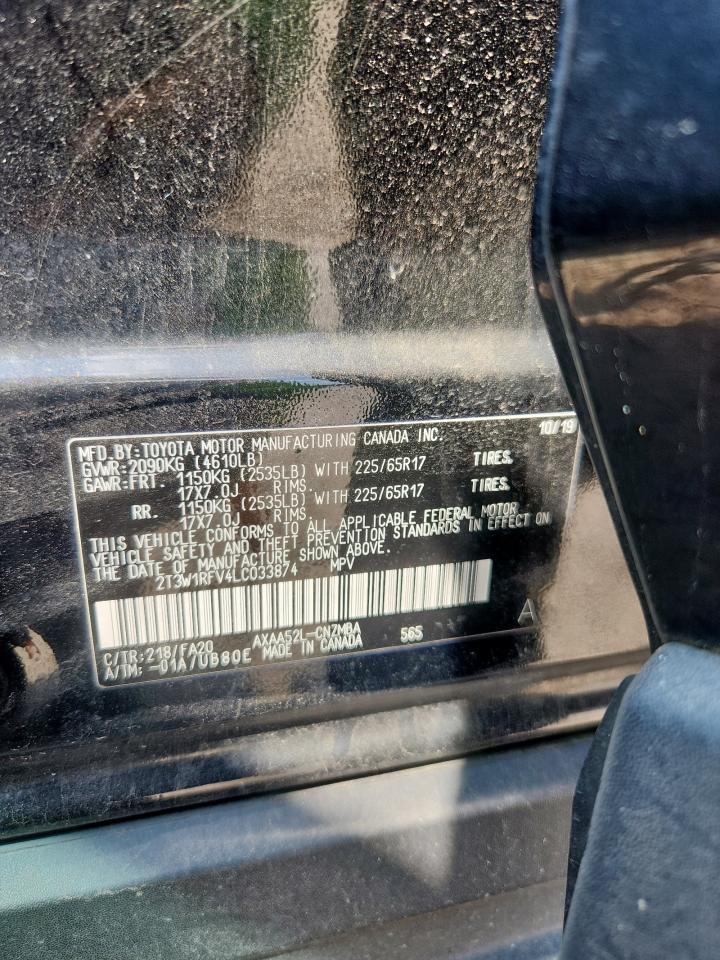 MFD.BY:TOYOTA MOTOR MANUFACTURING CANADA INC. 10/19
GVWR:2090KG (4610LB)
GAWR:FRT. 1150KG (2535LB) WITH 225/65R17 TIRES,
17X7.0J RIMS
RR. 1150KG (2535LB) WITH 225/65R17 TIRES,
17X7.0J RIMS
THIS VEHICLE CONFORMS TO ALL APPLICABLE FEDERAL MOTOR
VEHICLE SAFETY AND THEFT PREVENTION STANDARDS IN EFFECT ON
THE DATE OF MANUFACTURE SHOWN ABOVE.
2T3W1RFV4LC033874 MPV
A
C/TR:218/FA20 AXAA52L-CNZMBA 565
A/TM:-01A/UB80E MADE IN CANADA